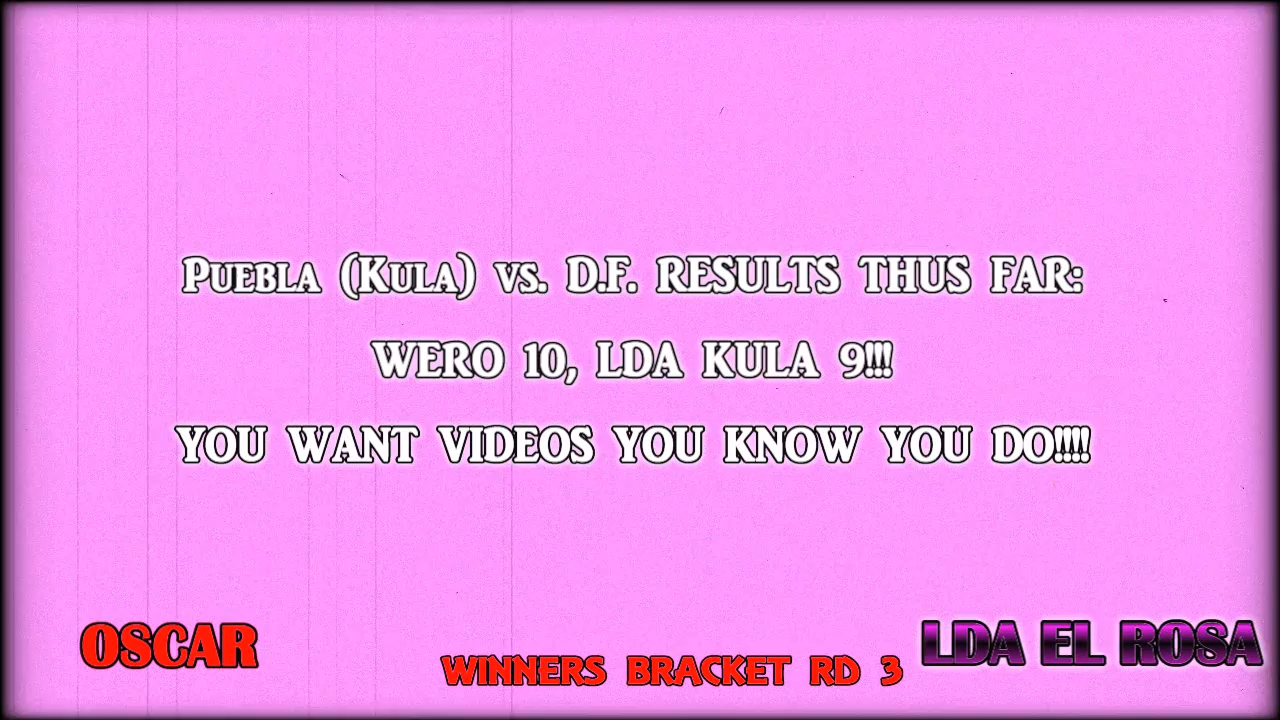 Puebla (Kula) vs. D.F. RESULTS THUS FAR:
WERO 10, LDA KULA 9!!!
YOU WANT VIDEOS YOU KNOW YOU DO!!!!
OSCAR
WINNERS BRACKET RD 3
LDA EL ROSA